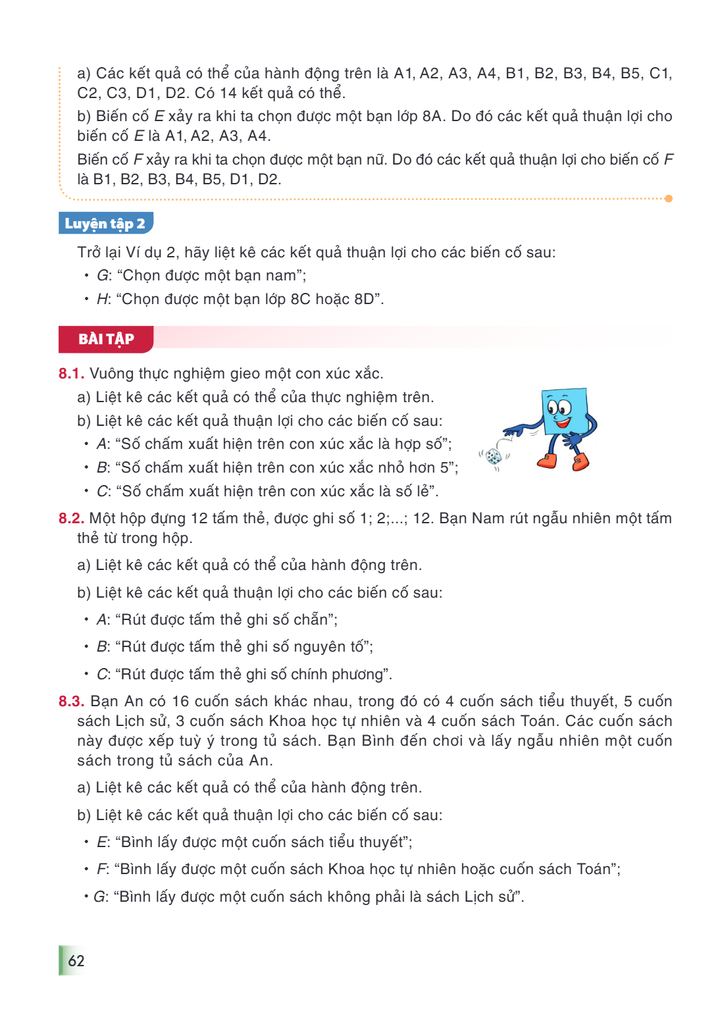 a) Các kết quả có thể của hành động trên là A1, A2, A3, A4, B1, B2, B3, B4, B5, C1,
C2, C3, D1, D2. Có 14 kết quả có thể.
b) Biến cố E xảy ra khi ta chọn được một bạn lớp 8A. Do đó các kết quả thuận lợi cho
biến cố E là A1, A2, A3, A4.
Biến cố F xảy ra khi ta chọn được một bạn nữ. Do đó các kết quả thuận lợi cho biến cố F
là B1, B2, B3, B4, B5, D1, D2.
Luyện tập 2
Trở lại Ví dụ 2, hãy liệt kê các kết quả thuận lợi cho các biến cố sau:
• G: “Chọn được một bạn nam”;
• H: “Chọn được một bạn lớp 8C hoặc 8D”.
BÀI TẬP
8.1. Vuông thực nghiệm gieo một con xúc xắc.
a) Liệt kê các kết quả có thể của thực nghiệm trên.
b) Liệt kê các kết quả thuận lợi cho các biến cố sau:
• A: “Số chấm xuất hiện trên con xúc xắc là hợp số”;
• B: “Số chấm xuất hiện trên con xúc xắc nhỏ hơn 5”;
• C: “Số chấm xuất hiện trên con xúc xắc là số lẻ”.
8.2. Một hộp đựng 12 tấm thẻ, được ghi số 1; 2;...; 12. Bạn Nam rút ngẫu nhiên một tấm
thẻ từ trong hộp.
a) Liệt kê các kết quả có thể của hành động trên.
b) Liệt kê các kết quả thuận lợi cho các biến cố sau:
• A: “Rút được tấm thẻ ghi số chẵn”;
• B: “Rút được tấm thẻ ghi số nguyên tố”;
• C: “Rút được tấm thẻ ghi số chính phương”.
8.3. Bạn An có 16 cuốn sách khác nhau, trong đó có 4 cuốn sách tiểu thuyết, 5 cuốn
sách Lịch sử, 3 cuốn sách Khoa học tự nhiên và 4 cuốn sách Toán. Các cuốn sách
này được xếp tuỳ ý trong tủ sách. Bạn Bình đến chơi và lấy ngẫu nhiên một cuốn
sách trong tủ sách của An.
a) Liệt kê các kết quả có thể của hành động trên.
b) Liệt kê các kết quả thuận lợi cho các biến cố sau:
• E: “Bình lấy được một cuốn sách tiểu thuyết”;
• F: “Bình lấy được một cuốn sách Khoa học tự nhiên hoặc cuốn sách Toán”;
• G: “Bình lấy được một cuốn sách không phải là sách Lịch sử”.
62